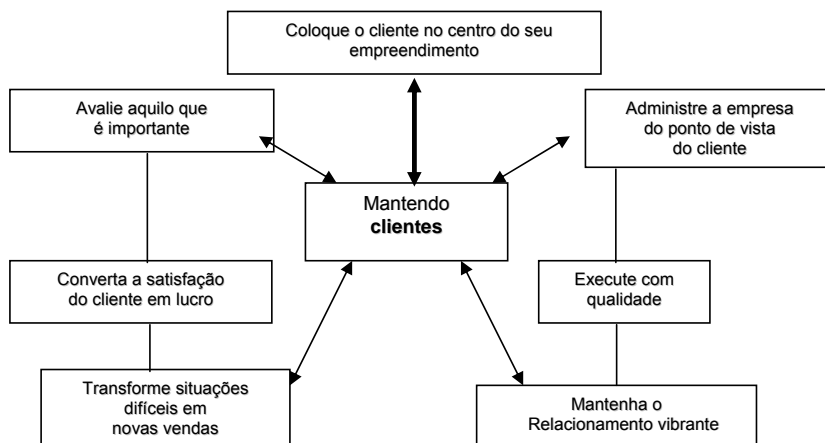 Coloque o cliente no centro do seu
empreendimento
Avalie aquilo que
é importante
Administre a empresa
do ponto de vista
do cliente
Mantendo
clientes
Converta a satisfação
do cliente em lucro
Execute com
qualidade
Transforme situações
difíceis em
novas vendas
Mantenha o
Relacionamento vibrante